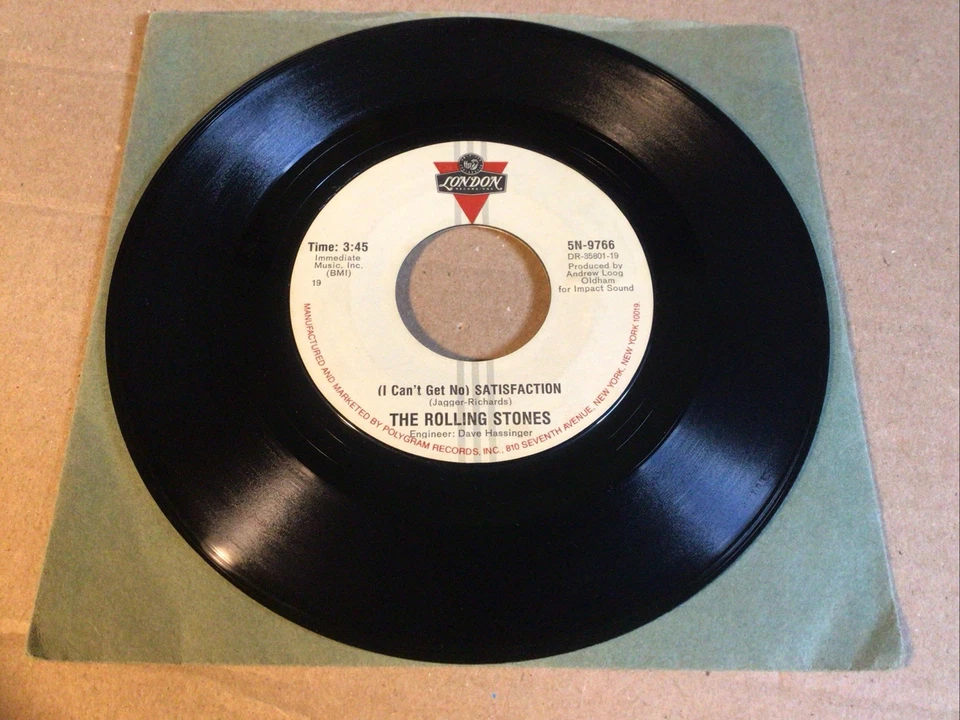 LONDON
Time: 3:45
Immediate
Music, Inc.
(BMI)
19
5N-9766
DR-35801-19
Produced by
Andrew Loog
Oldham
for Impact Sound
(I Can't Get No) SATISFACTION
(Jagger-Richards)
THE ROLLING STONES
Engineer: Dave Hassinger
MANUFACTURED AND MARKETED BY POLYGRAM RECORDS, INC., 810 SEVENTH AVENUE, NEW YORK, NEW YORK 10019.